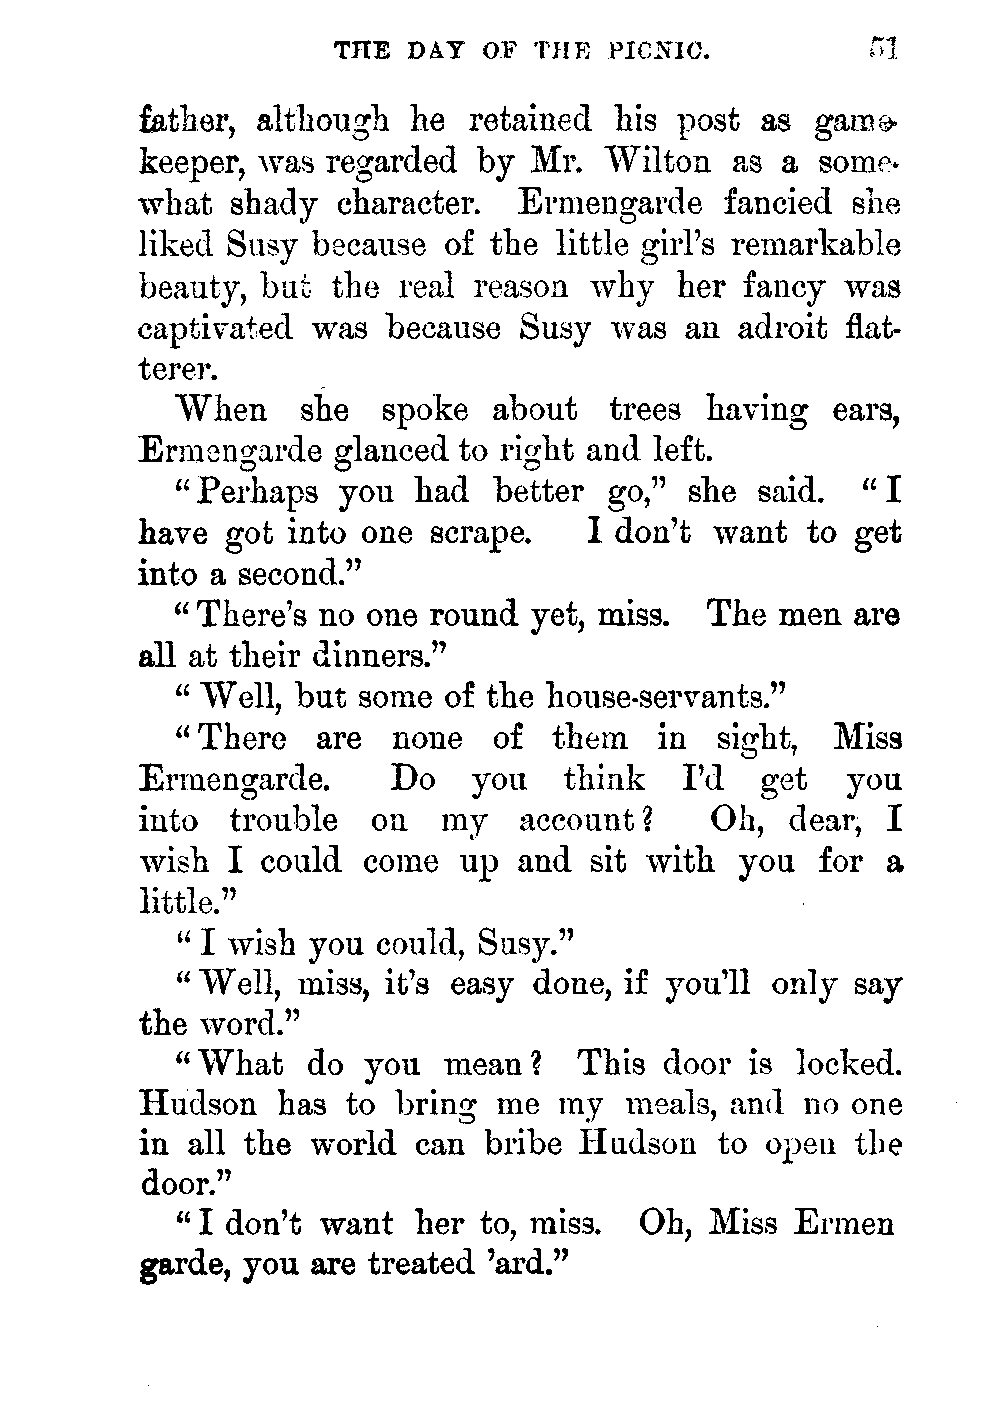 THE DAY OF THE PICNIC. 51
father, although he retained his post as game-
keeper, was regarded by Mr. Wilton as a some-
what shady character. Ermengarde fancied she
liked Susy because of the little girl's remarkable
beauty, but the real reason why her fancy was
captivated was because Susy was an adroit flat-
terer.
When she spoke about trees having ears,
Ermengarde glanced to right and left.
“Perhaps you had better go,” she said. “I
have got into one scrape. I don't want to get
into a second.”
“There's no one round yet, miss. The men are
all at their dinners.”
“Well, but some of the house-servants.”
“There are none of them in sight, Miss
Ermengarde. Do you think I'd get you
into trouble on my account? Oh, dear, I
wish I could come up and sit with you for a
little.”
“I wish you could, Susy.”
“Well, miss, it's easy done, if you'll only say
the word.”
“What do you mean? This door is locked.
Hudson has to bring me my meals, and no one
in all the world can bribe Hudson to open the
door.”
“I don't want her to, miss. Oh, Miss Ermen
garde, you are treated 'ard.”